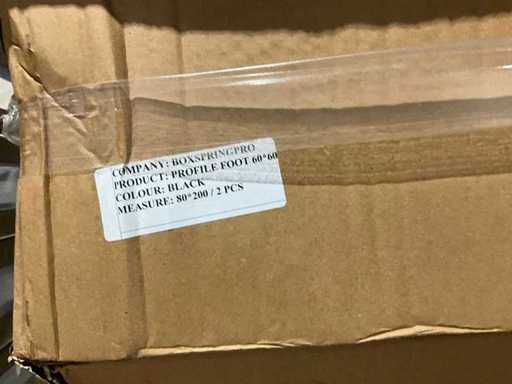 COMPANY: BOXSPRINGPRO
PRODUCT: PROFILE FOOT 60*60
COLOUR: BLACK
MEASURE: 80*200 / 2 PCS